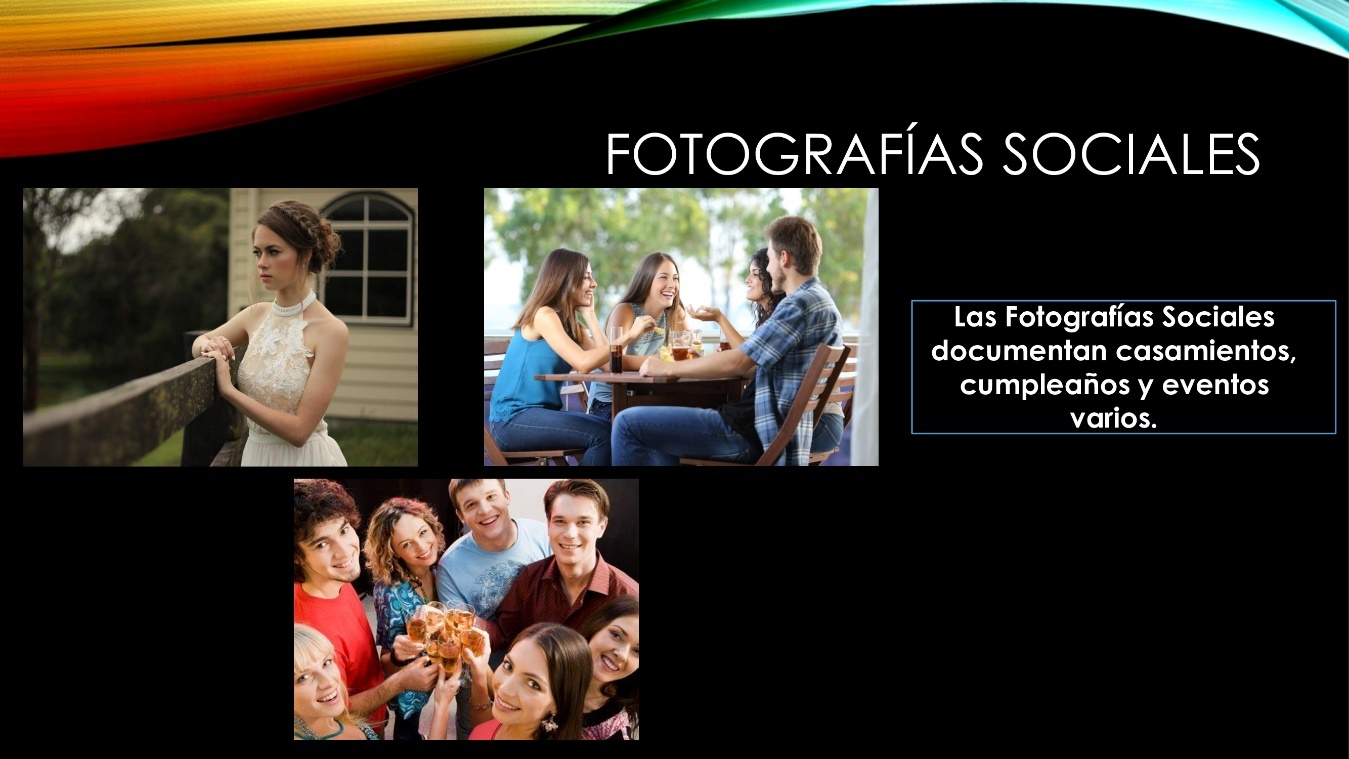 FOTOGRAFÍAS SOCIALES
Las Fotografías Sociales
documentan casamientos,
cumpleaños y eventos
varios.